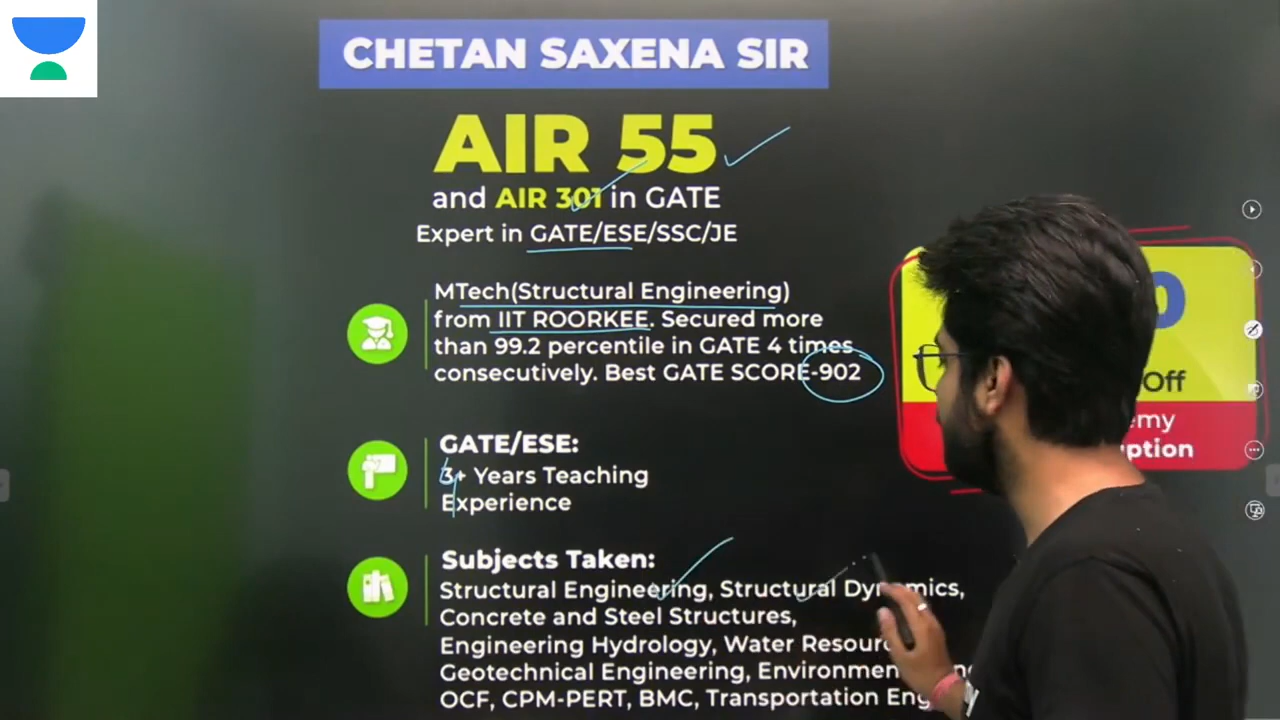 CHETAN SAXENA SIR
AIR 55
and AIR 301 in GATE
Expert in GATE/ESE/SSC/JE
MTech(Structural Engineering)
from IIT ROORKEE. Secured more
than 99.2 percentile in GATE 4 times
consecutively. Best GATE SCORE-902
GATE/ESE:
3+ Years Teaching
Experience
Subjects Taken:
Structural Engineering, Structural Dynamics,
Concrete and Steel Structures,
Engineering Hydrology, Water
Geotechnical Engineering,
OCF, CPM-PERT, BMC, Transportation
Off